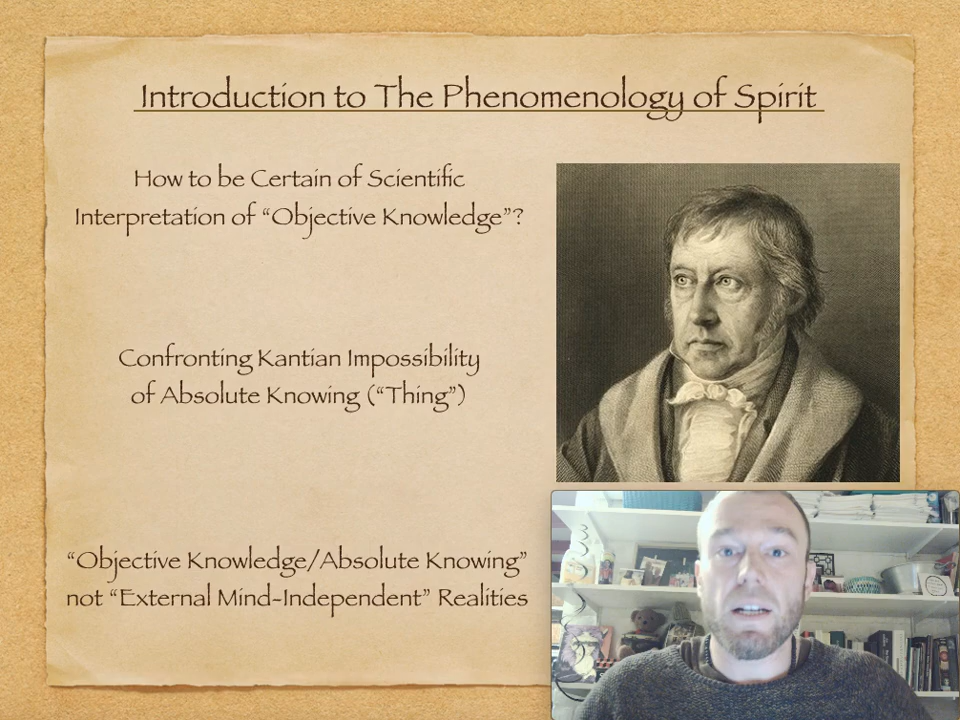 Introduction to The Phenomenology of Spirit
How to be Certain of Scientific
Interpretation of “Objective Knowledge”?
Confronting Kantian Impossibility
of Absolute Knowing (“Thing”)
“Objective Knowledge/Absolute Knowing”
not “External Mind-Independent” Realities